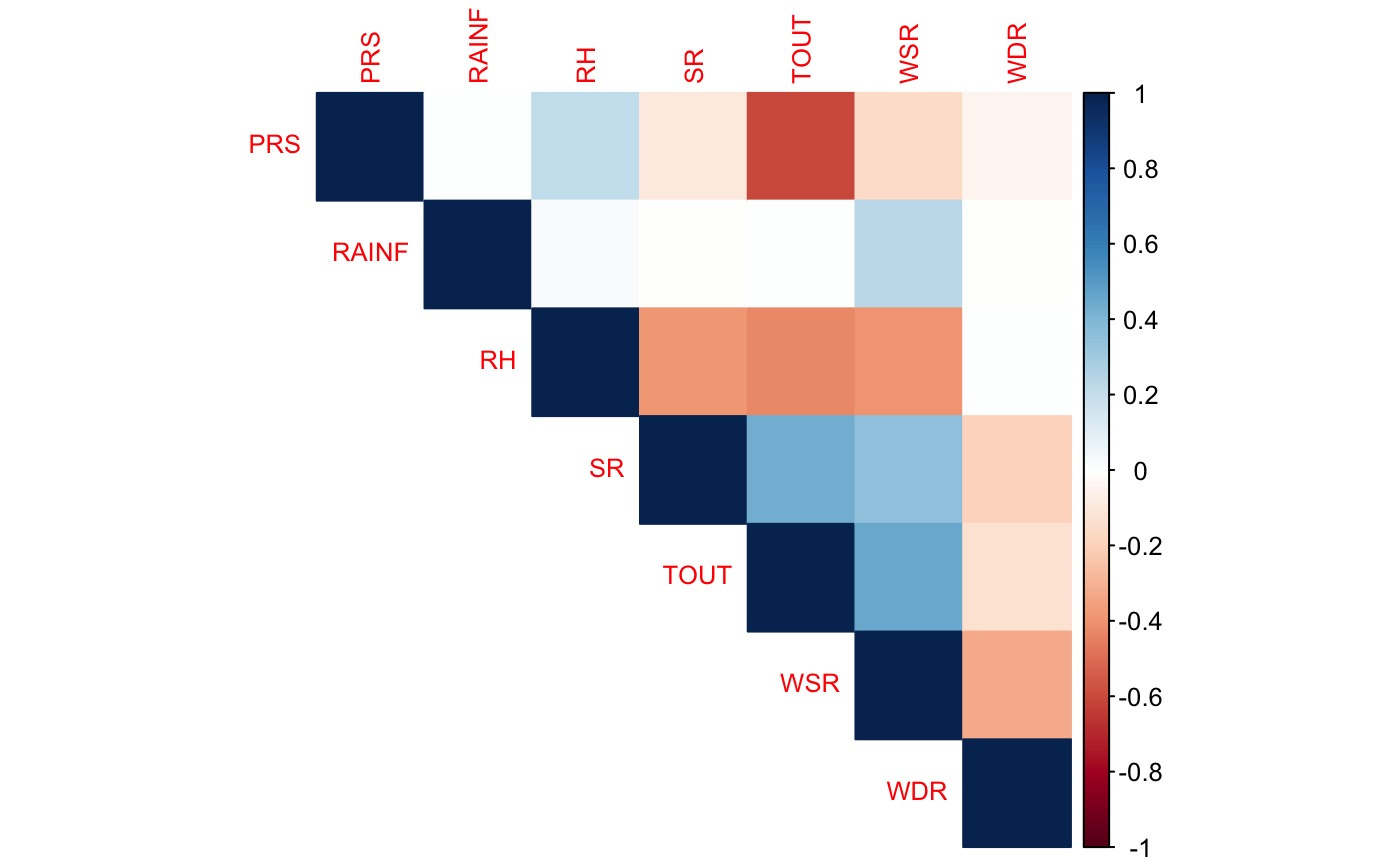 PRS
RAINF
RH
SR
TOUT
WSR
WDR
PRS
RAINF
RH
SR
TOUT
WSR
WDR
1
0.8
0.6
0.4
0.2
0
-0.2
-0.4
-0.6
-0.8
-1